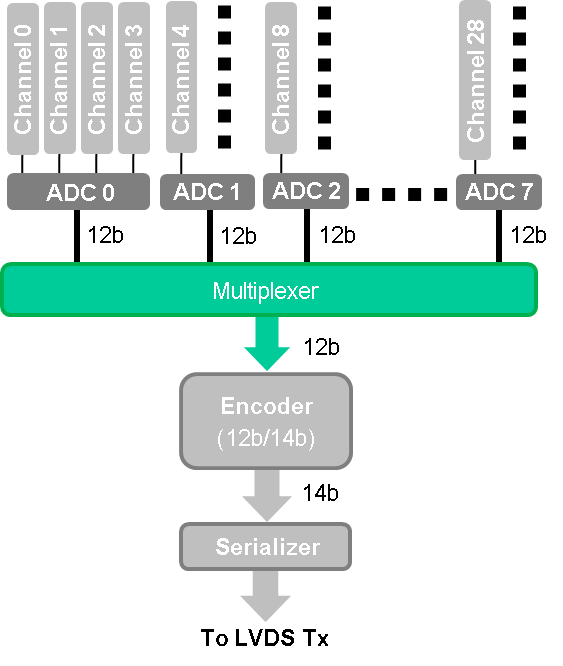 Channel 0
Channel 1
Channel 2
Channel 3
Channel 4
Channel 8
Channel 28
ADC 0
ADC 1
ADC 2
ADC 7
12b
12b
12b
12b
Multiplexer
12b
Encoder
(12b/14b)
14b
Serializer
To LVDS Tx